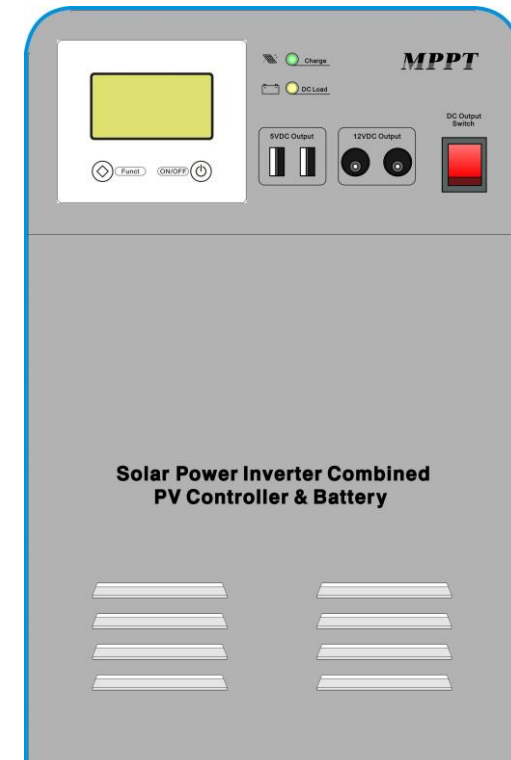 Charge
MPPT
DC Load
DC Output
Switch
5VDC Output
12VDC Output
Funct
ON/OFF
Solar Power Inverter Combined
PV Controller & Battery